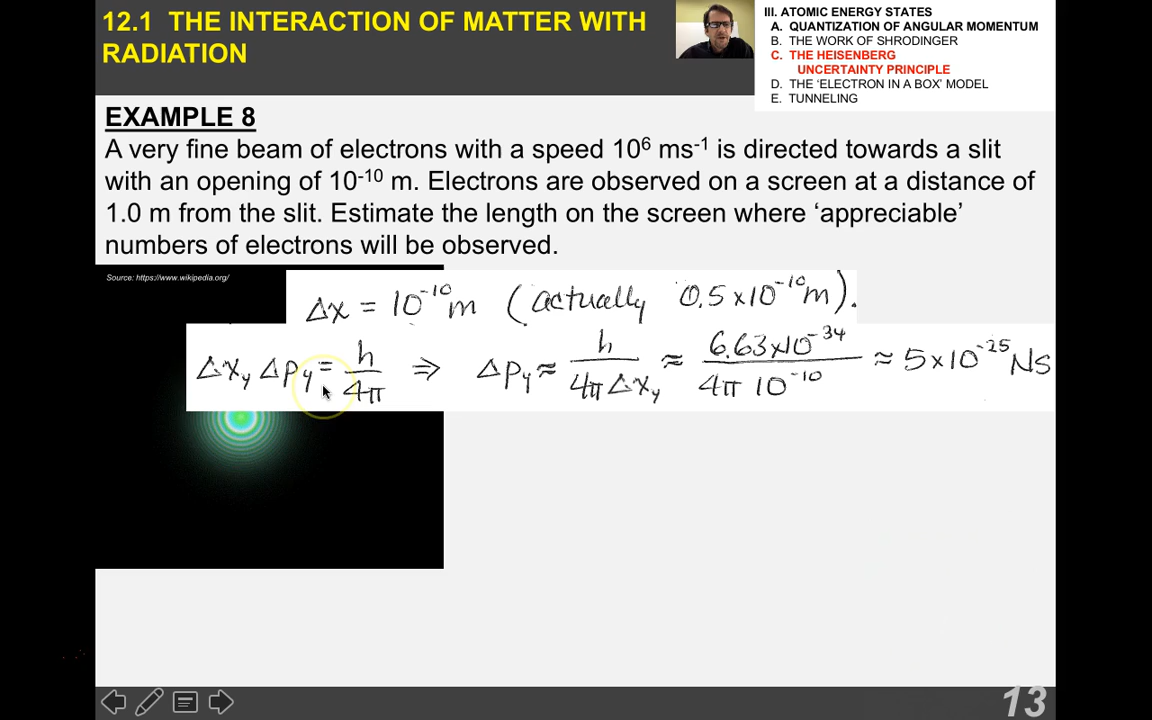 12.1 THE INTERACTION OF MATTER WITH
RADIATION
III. ATOMIC ENERGY STATES
A. QUANTIZATION OF ANGULAR MOMENTUM
B. THE WORK OF SHRODINGER
C. THE HEISENBERG
UNCERTAINTY PRINCIPLE
D. THE ‘ELECTRON IN A BOX’ MODEL
E. TUNNELING
EXAMPLE 8
A very fine beam of electrons with a speed 10⁶ ms⁻¹ is directed towards a slit
with an opening of 10⁻¹⁰ m. Electrons are observed on a screen at a distance of
1.0 m from the slit. Estimate the length on the screen where ‘appreciable’
numbers of electrons will be observed.
Source: https://www.wikipedia.org/
Δx = 10⁻¹⁰ m (actually 0.5×10⁻¹⁰ m).
Δx_y Δp_y = h/4π ⇒ Δp_y ≈ h/4πΔx_y ≈ 6.63×10⁻³⁴/4π 10⁻¹⁰ ≈ 5×10⁻²⁵ Ns
13